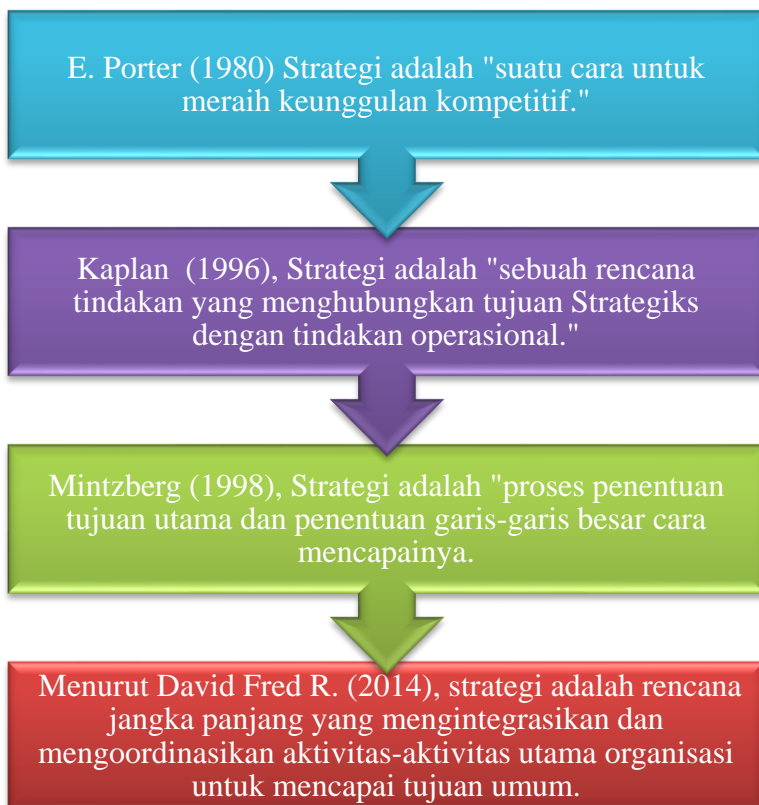 E. Porter (1980) Strategi adalah "suatu cara untuk
meraih keunggulan kompetitif."
Kaplan  (1996), Strategi adalah "sebuah rencana
tindakan yang menghubungkan tujuan Strategiks
dengan tindakan operasional."
Mintzberg (1998), Strategi adalah "proses penentuan
tujuan utama dan penentuan garis-garis besar cara
mencapainya.
Menurut David Fred R. (2014), strategi adalah rencana
jangka panjang yang mengintegrasikan dan
mengoordinasikan aktivitas-aktivitas utama organisasi
untuk mencapai tujuan umum.